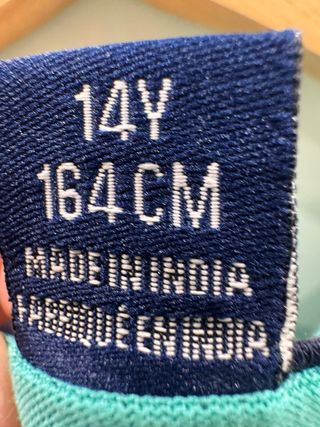 14Y
164CM
MADE IN INDIA
FABRIQUÉ EN INDIA